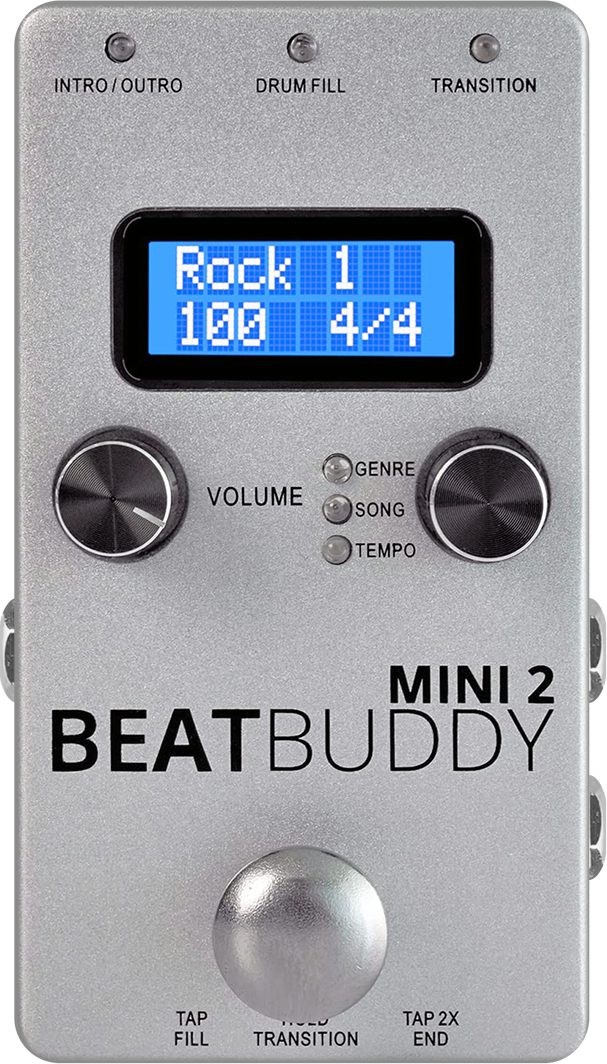 INTRO / OUTRO DRUM FILL TRANSITION
Rock 1
100 4/4
VOLUME
GENRE
SONG
TEMPO
MINI 2
BEATBUDDY
TAP HOLD TAP 2X
FILL TRANSITION END